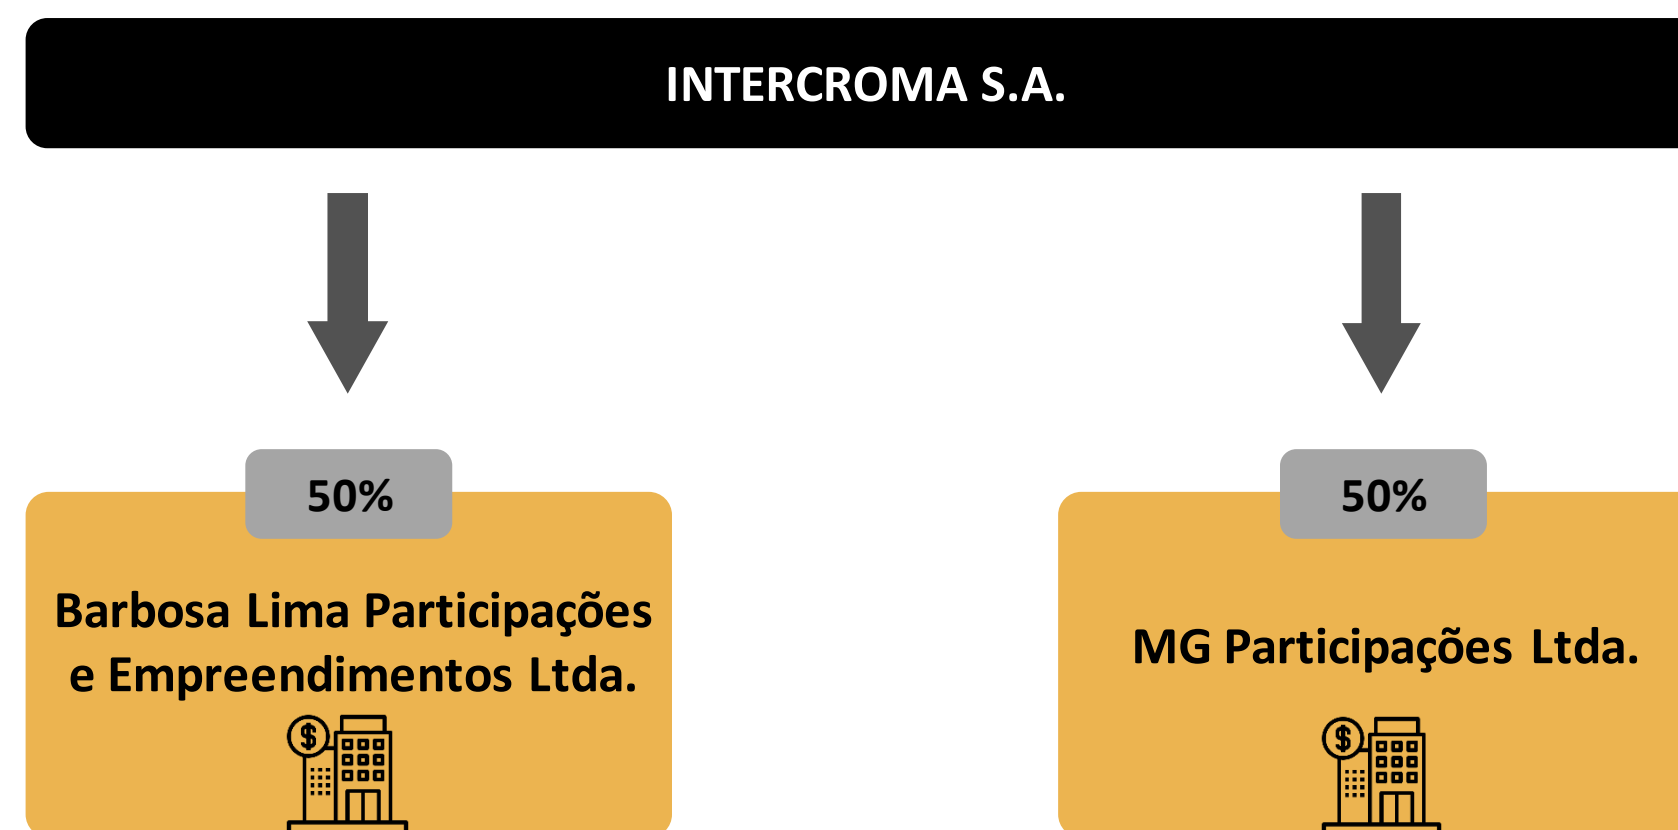 INTERCROMA S.A.
50%
50%
Barbosa Lima Participações
e Empreendimentos Ltda.
MG Participações Ltda.
$
$